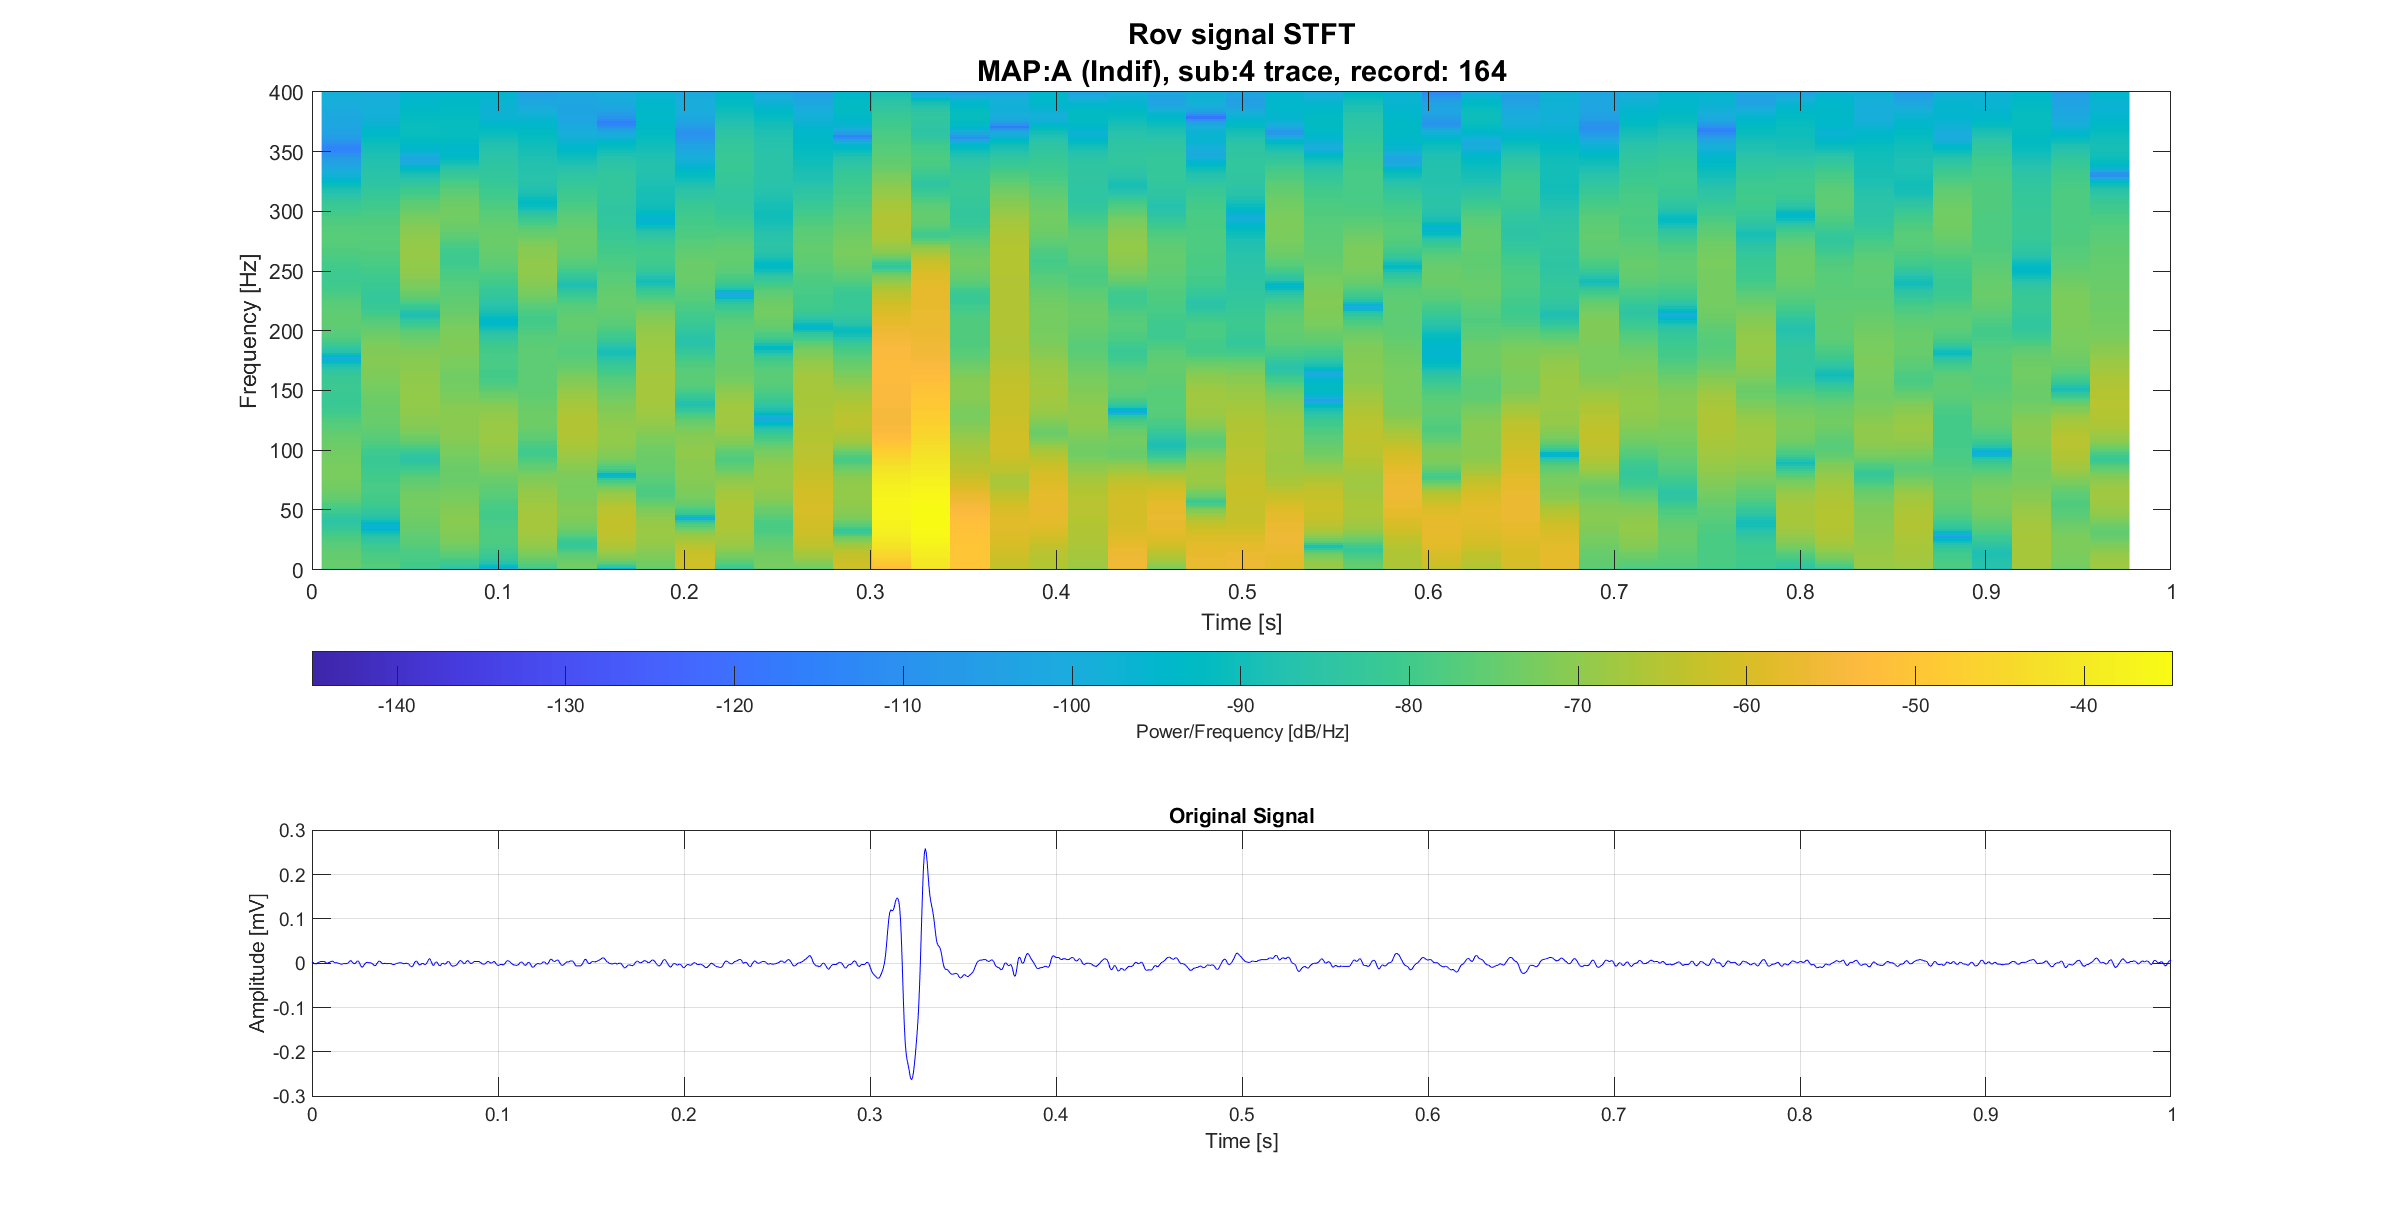 Rov signal STFT
MAP:A (Indif), sub:4 trace, record: 164
400
350
300
250
200
150
100
50
0
Frequency [Hz]
0 0.1 0.2 0.3 0.4 0.5 0.6 0.7 0.8 0.9 1
Time [s]
-140 -130 -120 -110 -100 -90 -80 -70 -60 -50 -40
Power/Frequency [dB/Hz]
Original Signal
0.3
0.2
0.1
0
-0.1
-0.2
-0.3
Amplitude [mV]
0 0.1 0.2 0.3 0.4 0.5 0.6 0.7 0.8 0.9 1
Time [s]